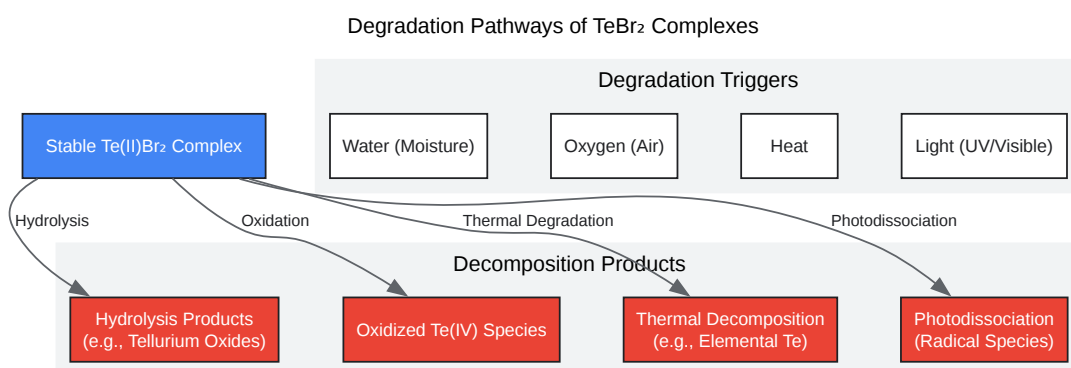 Degradation Pathways of TeBr₂ Complexes
Degradation Triggers
Stable Te(II)Br₂ Complex
Water (Moisture)
Oxygen (Air)
Heat
Light (UV/Visible)
Hydrolysis
Oxidation
Thermal Degradation
Photodissociation
Decomposition Products
Hydrolysis Products
(e.g., Tellurium Oxides)
Oxidized Te(IV) Species
Thermal Decomposition
(e.g., Elemental Te)
Photodissociation
(Radical Species)